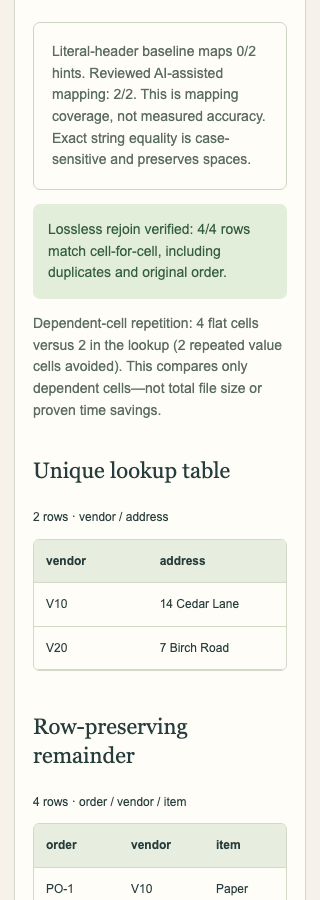 Literal-header baseline maps 0/2
hints. Reviewed AI-assisted
mapping: 2/2. This is mapping
coverage, not measured accuracy.
Exact string equality is case-
sensitive and preserves spaces.
Lossless rejoin verified: 4/4 rows
match cell-for-cell, including
duplicates and original order.
Dependent-cell repetition: 4 flat cells
versus 2 in the lookup (2 repeated value
cells avoided). This compares only
dependent cells—not total file size or
proven time savings.
Unique lookup table
2 rows · vendor / address
vendor address
V10 14 Cedar Lane
V20 7 Birch Road
Row-preserving
remainder
4 rows · order / vendor / item
order vendor item
PO-1 V10 Paper